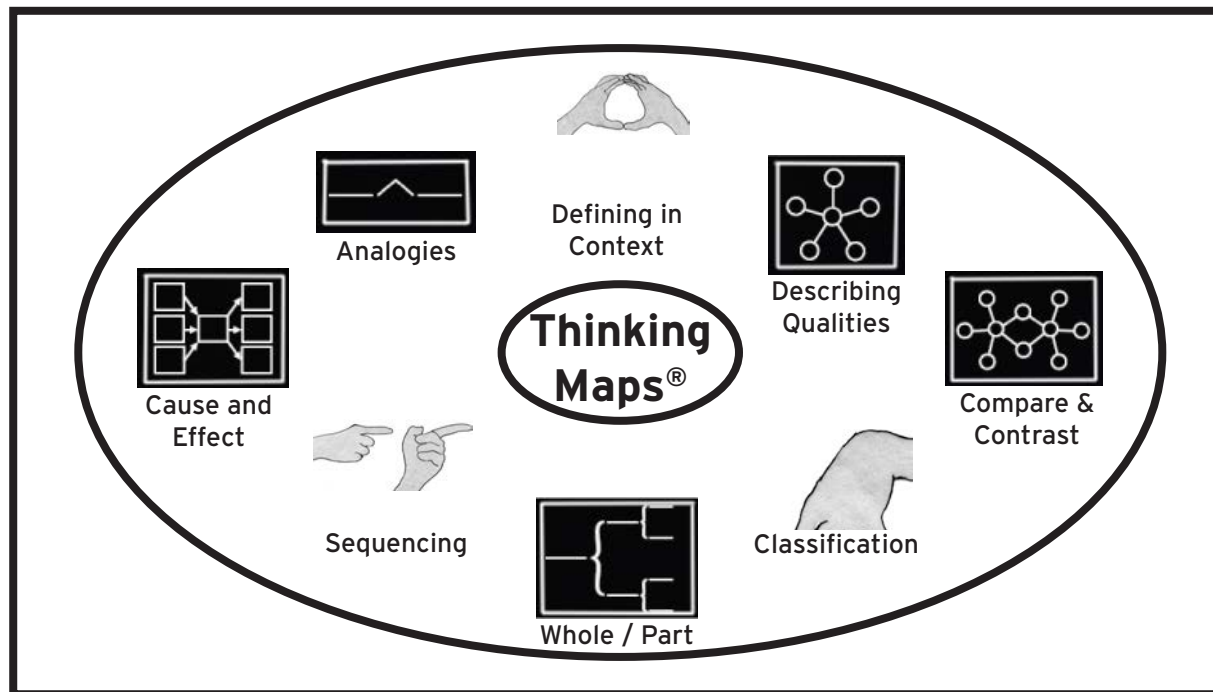 Defining in
Context
Analogies
Describing
Qualities
Thinking
Maps®
Cause and
Effect
Compare &
Contrast
Sequencing
Classification
Whole / Part